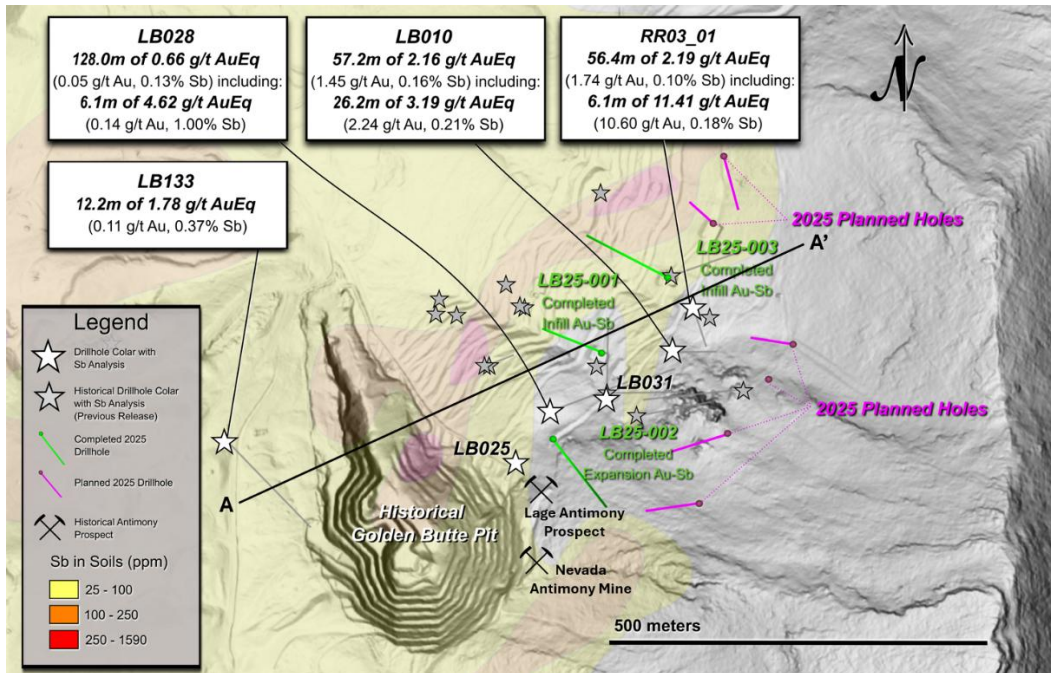 LB028
128.0m of 0.66 g/t AuEq
(0.05 g/t Au, 0.13% Sb) including:
6.1m of 4.62 g/t AuEq
(0.14 g/t Au, 1.00% Sb)
LB010
57.2m of 2.16 g/t AuEq
(1.45 g/t Au, 0.16% Sb) including:
26.2m of 3.19 g/t AuEq
(2.24 g/t Au, 0.21% Sb)
RR03_01
56.4m of 2.19 g/t AuEq
(1.74 g/t Au, 0.10% Sb) including:
6.1m of 11.41 g/t AuEq
(10.60 g/t Au, 0.18% Sb)
N
LB133
12.2m of 1.78 g/t AuEq
(0.11 g/t Au, 0.37% Sb)
2025 Planned Holes
A'
LB25-003
Completed
Infill Au-Sb
LB25-001
Completed
Infill Au-Sb
LB031
2025 Planned Holes
LB25-002
Completed
Expansion Au-Sb
LB025
A
Historical
Golden Butte Pit
Lage Antimony
Prospect
Nevada
Antimony Mine
500 meters
Legend
Drillhole Colar with
Sb Analysis
Historical Drillhole Colar
with Sb Analysis
(Previous Release)
Completed 2025
Drillhole
Planned 2025 Drillhole
Historical Antimony
Prospect
Sb in Soils (ppm)
25 - 100
100 - 250
250 - 1590